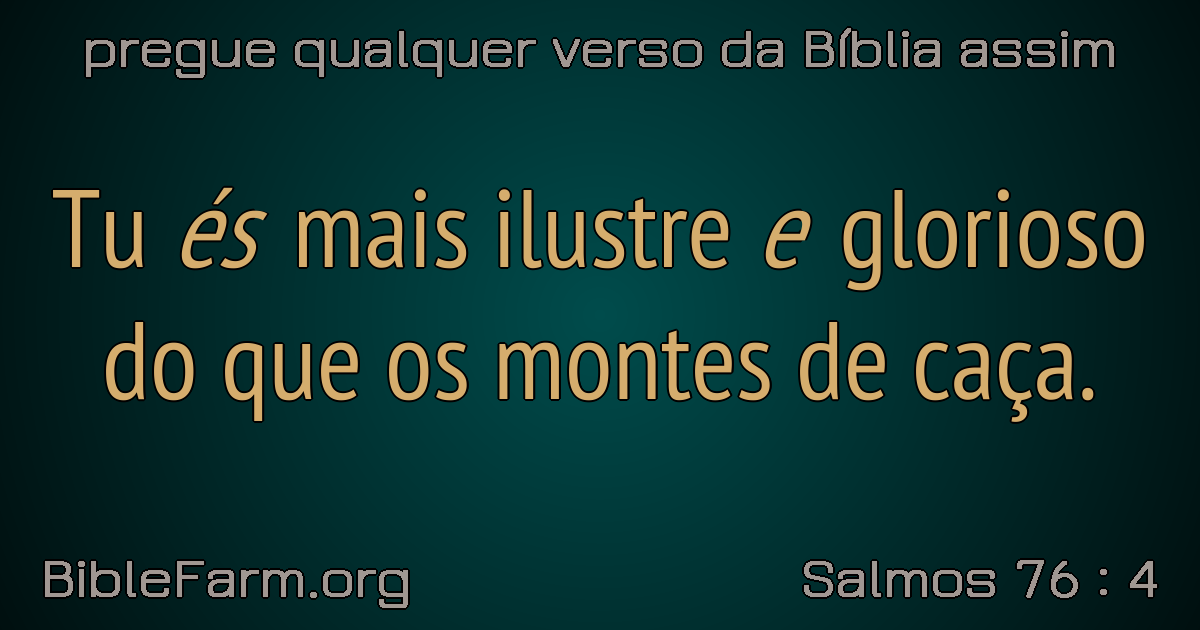 pregue qualquer verso da Bíblia assim
Tu és mais ilustre e glorioso
do que os montes de caça.
BibleFarm.org
Salmos 76 : 4